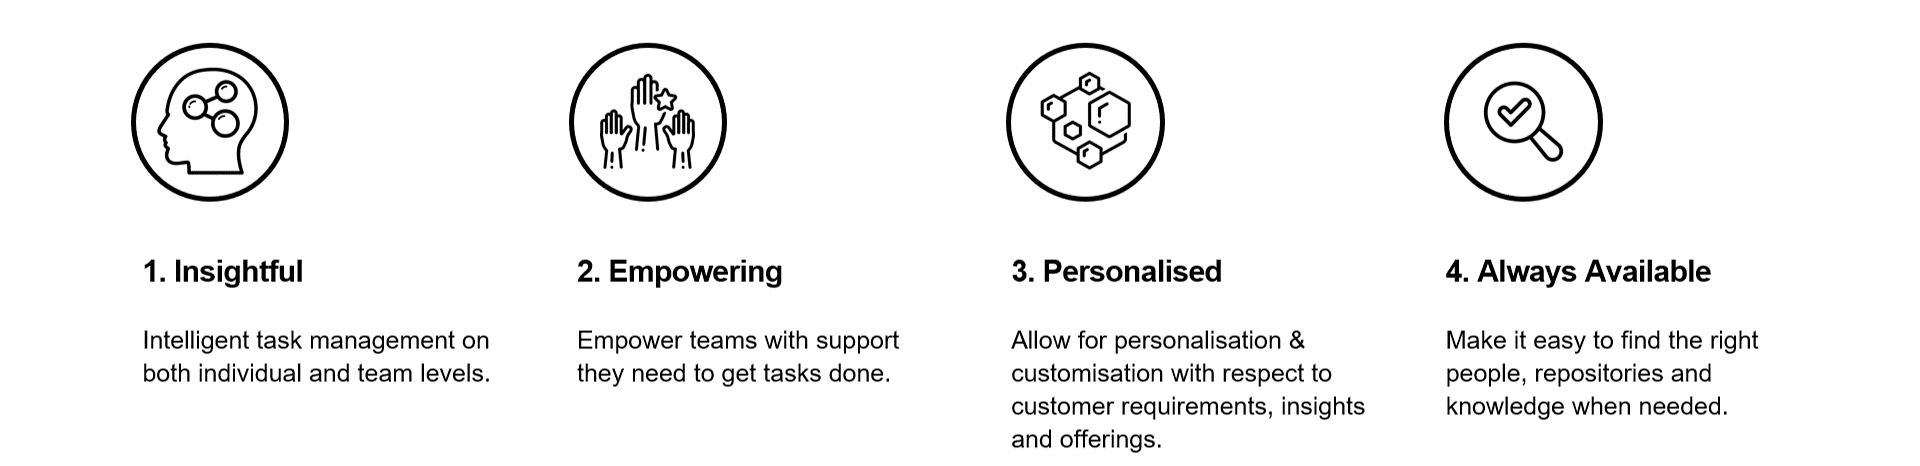 1. Insightful
Intelligent task management on
both individual and team levels.
2. Empowering
Empower teams with support
they need to get tasks done.
3. Personalised
Allow for personalisation &
customisation with respect to
customer requirements, insights
and offerings.
4. Always Available
Make it easy to find the right
people, repositories and
knowledge when needed.